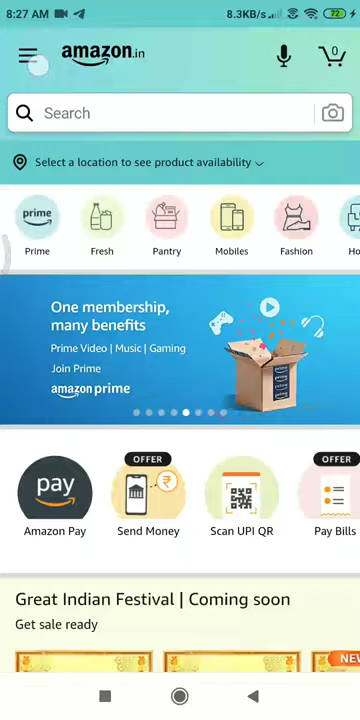 8:27 AM
8.3KB/s
72
amazon.in
0
Search
Select a location to see product availability
prime
Prime
Fresh
Pantry
Mobiles
Fashion
Ho
One membership,
many benefits
Prime Video | Music | Gaming
Join Prime
amazon prime
OFFER
OFFER
pay
Amazon Pay
Send Money
Scan UPI QR
Pay Bills
Great Indian Festival | Coming soon
Get sale ready
NEW